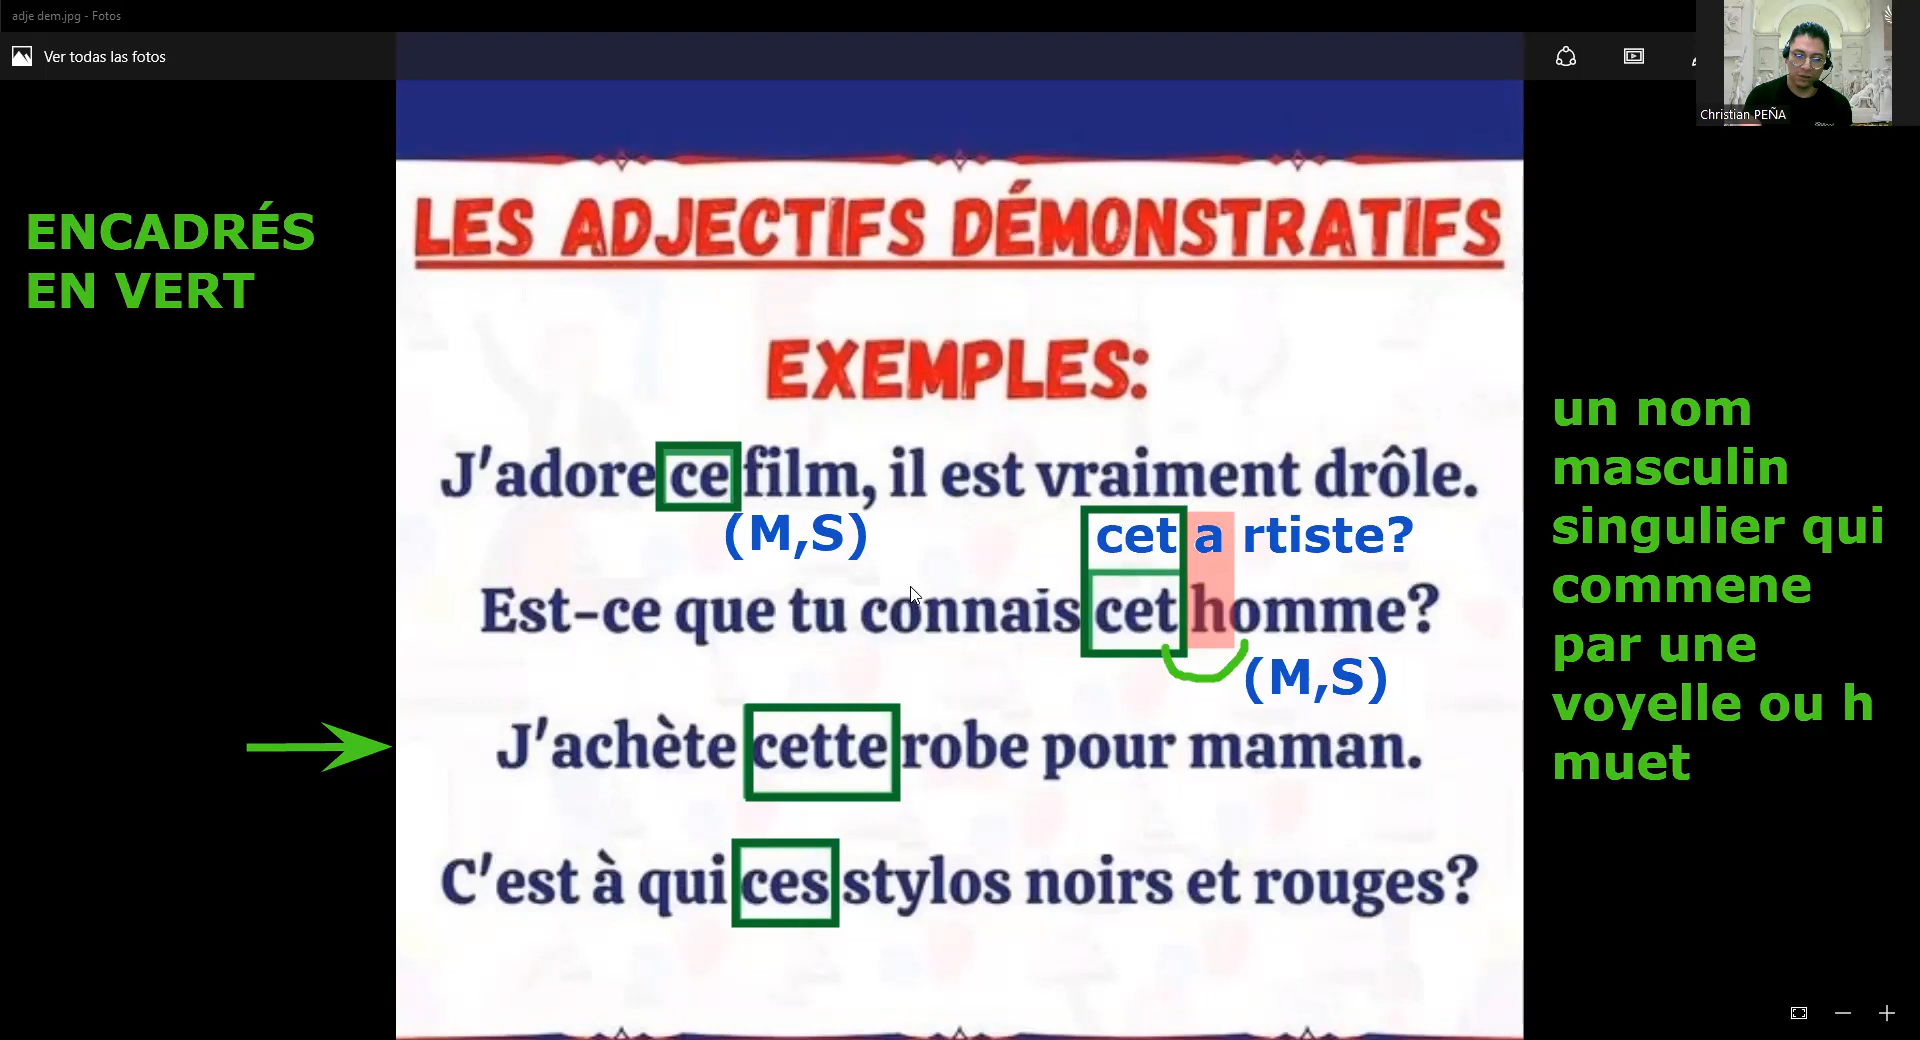 adje dem.jpg - Fotos
Ver todas las fotos
Christian PEÑA
ENCADRÉS
EN VERT
LES ADJECTIFS DÉMONSTRATIFS
EXEMPLES:
J'adore ce film, il est vraiment drôle.
(M,S)
cet a rtiste?
Est-ce que tu connais cet homme?
(M,S)
J'achète cette robe pour maman.
C'est à qui ces stylos noirs et rouges?
un nom
masculin
singulier qui
commene
par une
voyelle ou h
muet